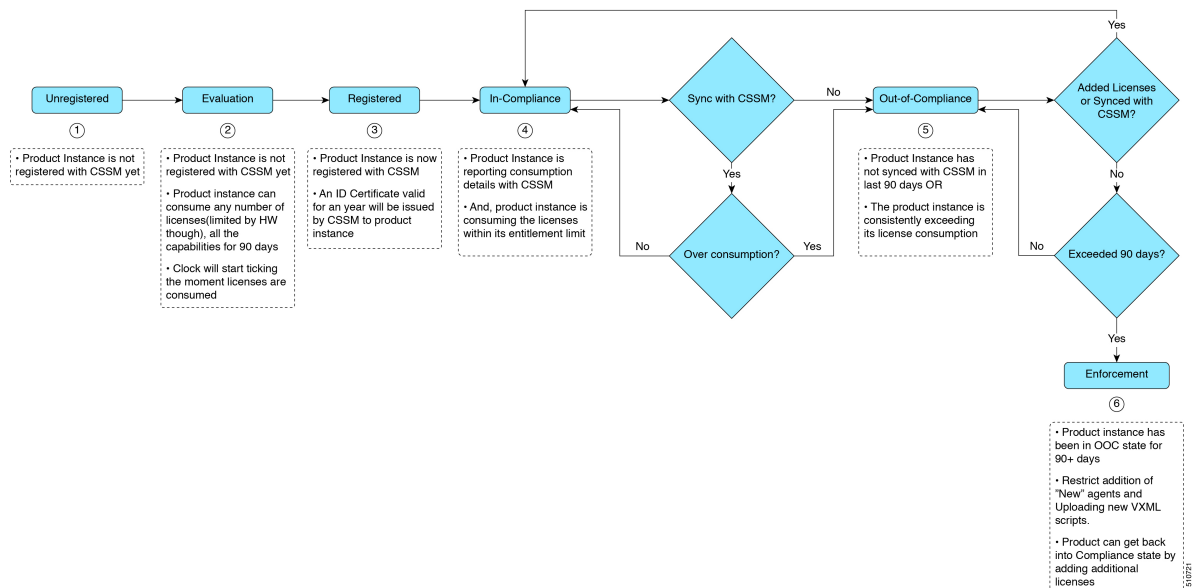 Yes
Unregistered
Evaluation
Registered
In-Compliance
Sync with CSSM?
No
Out-of-Compliance
Added Licenses
or Synced with
CSSM?
1
• Product Instance is not
registered with CSSM yet
2
• Product Instance is not
registered with CSSM yet
• Product instance can
consume any number of
licenses(limited by HW
though), all the
capabilities for 90 days
• Clock will start ticking
the moment licenses are
consumed
3
• Product Instance is now
registered with CSSM
• An ID Certificate valid
for an year will be issued
by CSSM to product
instance
4
• Product Instance is
reporting consumption
details with CSSM
• And, product instance is
consuming the licenses
within its entitlement limit
Yes
No
Over consumption?
Yes
5
• Product Instance has
not synced with CSSM in
last 90 days OR
• The product instance is
consistently exceeding
its license consumption
No
No
Exceeded 90 days?
Yes
Enforcement
6
• Product instance has
been in OOC state for
90+ days
• Restrict addition of
"New" agents and
Uploading new VXML
scripts.
• Product can get back
into Compliance state by
adding additional
licenses
510721